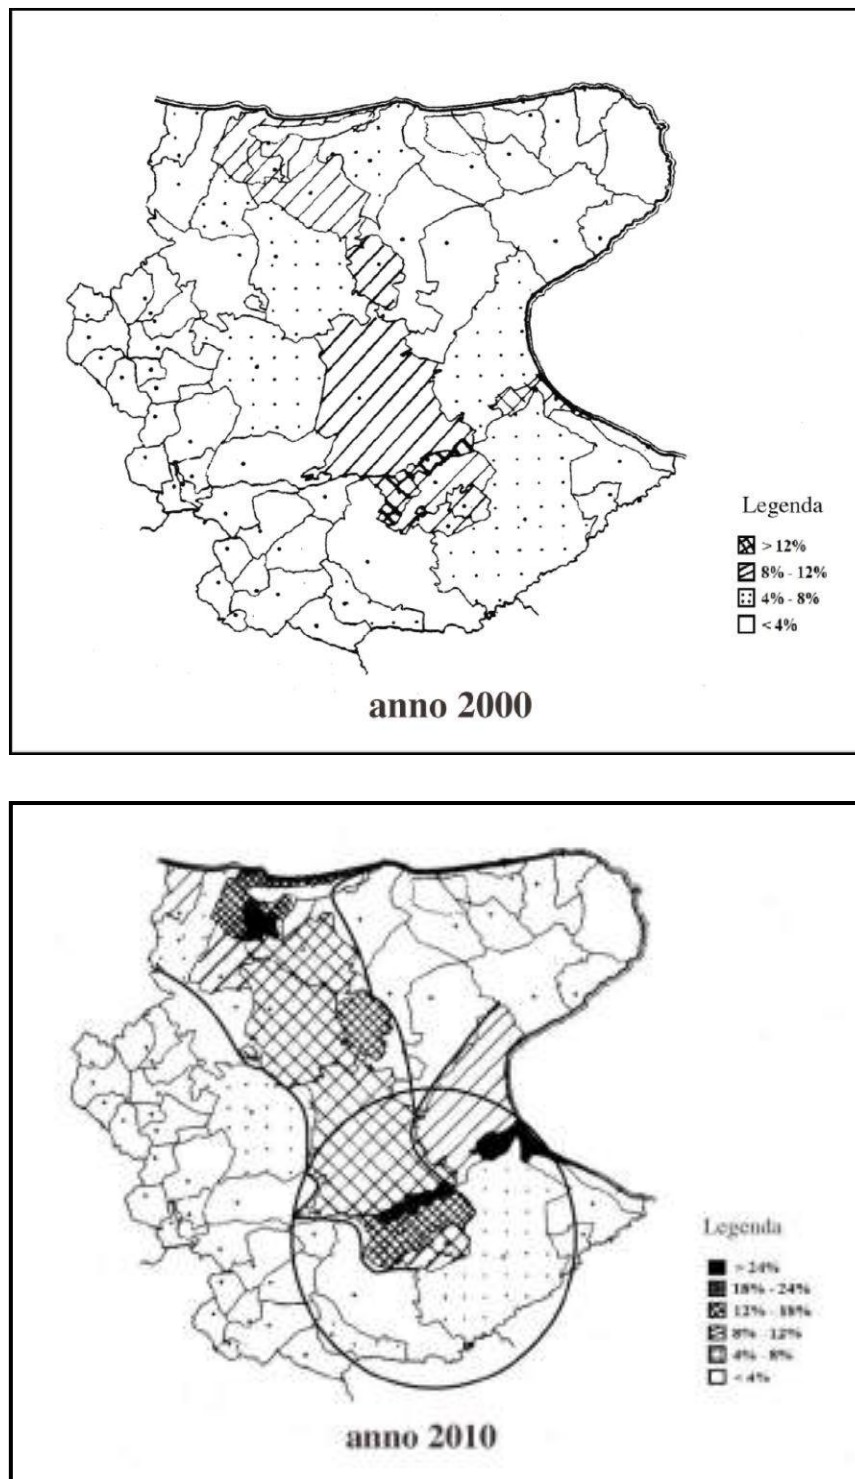 Legenda
> 12%
8% - 12%
4% - 8%
< 4%
anno 2000
Legenda
> 24%
18% - 24%
12% - 18%
8% - 12%
4% - 8%
< 4%
anno 2010